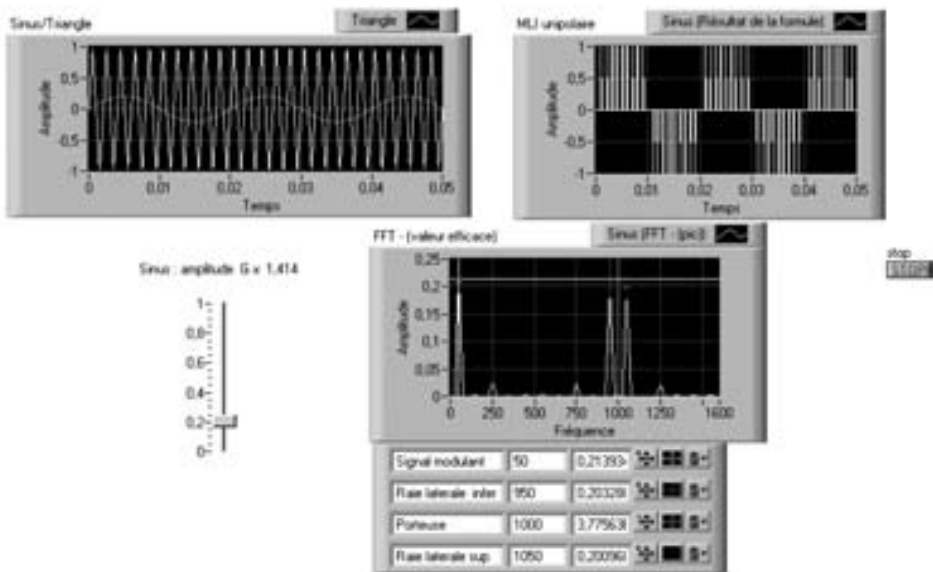 Sinus/Triangle
Triangle
Amplitude
1
0,5
0
-0,5
-1
0
0,01
0,02
0,03
0,04
0,05
Temps
MLI unipolaire
Sinus (Résultat de la formule)
Amplitude
1
0,5
0
-0,5
-1
0
0,01
0,02
0,03
0,04
0,05
Temps
Sinus : amplitude G x 1,414
1
0,8
0,6
0,4
0,2
0
FFT - (valeur efficace)
Sinus (FFT - (pic))
Amplitude
0,25
0,2
0,15
0,1
0,05
0
0
250
500
750
1000
1250
1600
Fréquence
stop
STOP
Signal modulant 50
Raie laterale infer 950
Porteuse 1000
Raie laterale sup 1050